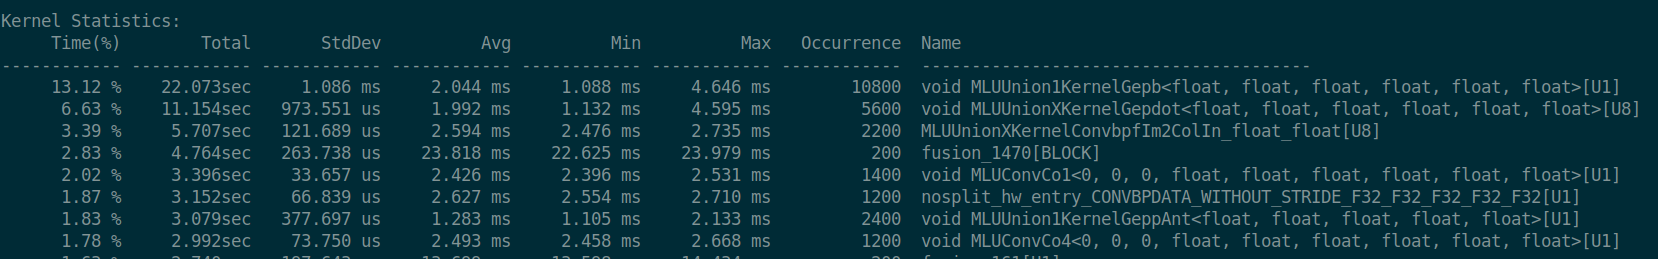 Kernel Statistics:
Time(%) Total StdDev Avg Min Max Occurrence Name
------------ ------------ ------------ ------------ ------------ ------------ ------------ ---------------------------------------
13.12 % 22.073sec 1.086 ms 2.044 ms 1.088 ms 4.646 ms 10800 void MLUUnion1KernelGepb<float, float, float, float, float, float>[U1]
6.63 % 11.154sec 973.551 us 1.992 ms 1.132 ms 4.595 ms 5600 void MLUUnionXKernelGepdot<float, float, float, float, float, float>[U8]
3.39 % 5.707sec 121.689 us 2.594 ms 2.476 ms 2.735 ms 2200 MLUUnionXKernelConvbpfIm2ColIn_float_float[U8]
2.83 % 4.764sec 263.738 us 23.818 ms 22.625 ms 23.979 ms 200 fusion_1470[BLOCK]
2.02 % 3.396sec 33.657 us 2.426 ms 2.396 ms 2.531 ms 1400 void MLUConvCo1<0, 0, 0, float, float, float, float, float, float>[U1]
1.87 % 3.152sec 66.839 us 2.627 ms 2.554 ms 2.710 ms 1200 nosplit_hw_entry_CONVBPDATA_WITHOUT_STRIDE_F32_F32_F32_F32_F32[U1]
1.83 % 3.079sec 377.697 us 1.283 ms 1.105 ms 2.133 ms 2400 void MLUUnion1KernelGeppAnt<float, float, float, float, float>[U1]
1.78 % 2.992sec 73.750 us 2.493 ms 2.458 ms 2.668 ms 1200 void MLUConvCo4<0, 0, 0, float, float, float, float, float, float>[U1]